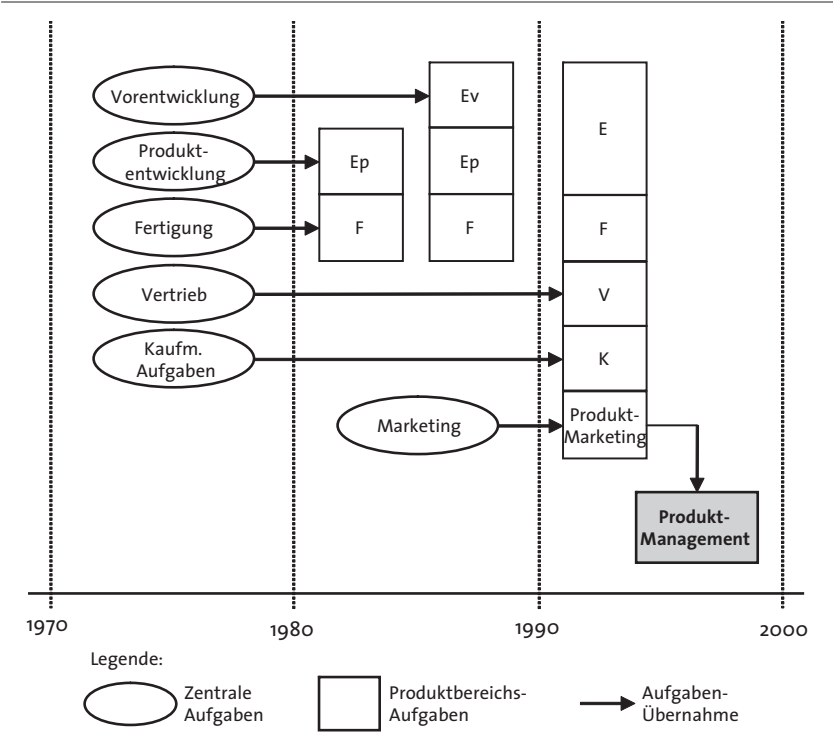 Vorentwicklung
Ev
E
Produkt-
entwicklung
Ep
Ep
Fertigung
F
F
F
Vertrieb
V
Kaufm.
Aufgaben
K
Marketing
Produkt-
Marketing
Produkt-
Management
1970
1980
1990
2000
Legende:
Zentrale
Aufgaben
Produktbereichs-
Aufgaben
Aufgaben-
Übernahme